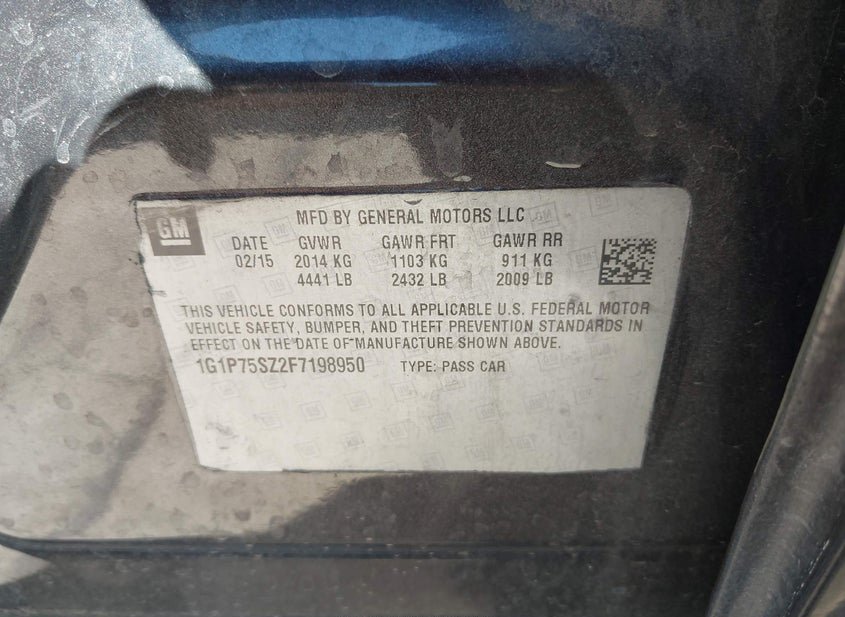 GM
MFD BY GENERAL MOTORS LLC
DATE GVWR GAWR FRT GAWR RR
02/15 2014 KG 1103 KG 911 KG
4441 LB 2432 LB 2009 LB
THIS VEHICLE CONFORMS TO ALL APPLICABLE U.S. FEDERAL MOTOR
VEHICLE SAFETY, BUMPER, AND THEFT PREVENTION STANDARDS IN
EFFECT ON THE DATE OF MANUFACTURE SHOWN ABOVE.
1G1P75SZ2F7198950 TYPE: PASS CAR